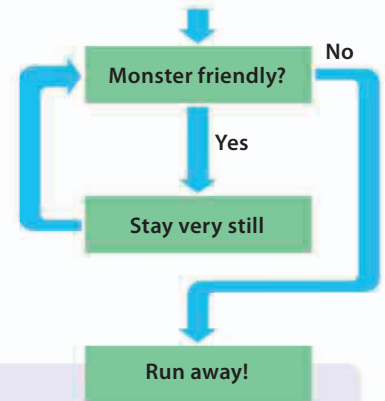 Monster friendly?
No
Yes
Stay very still
Run away!